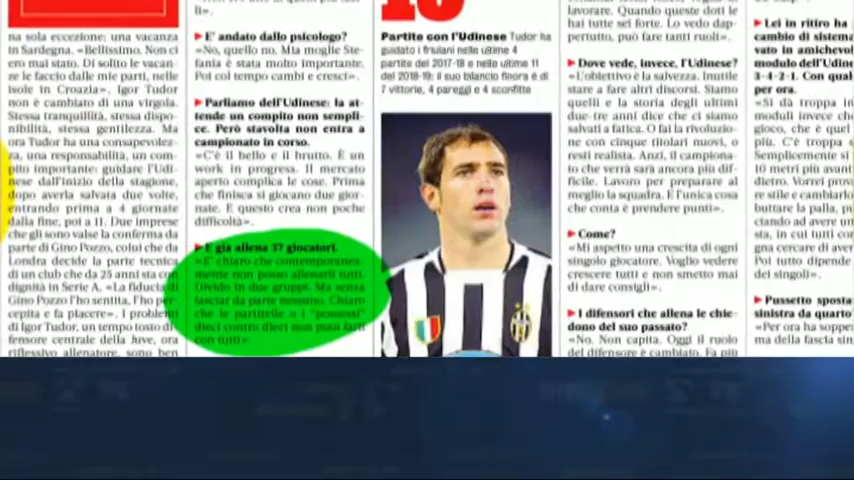 na sola eccezione: una vacanza
in Sardegna. «Bellissimo. Non ci
ero mai stato. Di solito le vacan-
ze le faccio dalle mie parti, nelle
isole in Croazia». Igor Tudor
non è cambiato di una virgola.
Stessa tranquillità, stessa dispo-
nibilità, stessa gentilezza. Ma
ora Tudor ha una consapevolez-
za, una responsabilità, un com-
pito importante: guidare l'Udi-
nese dall'inizio della stagione,
dopo averla salvata due volte,
entrando prima a 4 giornate
dalla fine, poi a 11. Due imprese
che gli sono valse la conferma da
parte di Gino Pozzo, colui che da
Londra decide la parte tecnica
di un club che da 25 anni sta con
dignità in Serie A. «La fiducia di
Gino Pozzo l'ho sentita, l'ho per-
cepita e fa piacere». I problemi
di Igor Tudor, un tempo tosto di-
fensore centrale della Juve, ora
riflessivo allenatore, sono ben
li».
E' andato dallo psicologo?
«No, quello no. Mia moglie Ste-
fania è stata molto importante.
Poi col tempo cambi e cresci».
Parliamo dell'Udinese: la at-
tende un compito non sempli-
ce. Però stavolta non entra a
campionato in corso.
«C'è il bello e il brutto. È un
work in progress. Il mercato
aperto complica le cose. Prima
che finisca si giocano due gior-
nate. E questo crea non poche
difficoltà».
E già allena 37 giocatori.
«E' chiaro che contemporanea-
mente non posso allenarli tutti.
Divido in due gruppi. Ma senza
lasciar da parte nessuno. Chiaro
che le partitelle o i "possessi"
dieci contro dieci non puoi farli
con tutti».
Partite con l'Udinese Tudor ha
guidato i friulani nelle ultime 4
partite del 2017-18 e nelle ultime 11
del 2018-19: il suo bilancio finora è di
7 vittorie, 4 pareggi e 4 sconfitte
lavorare. Quando queste doti le
hai tutte sei forte. Lo vedo dap-
pertutto, può fare tanti ruoli».
Dove vede, invece, l'Udinese?
«L'obiettivo è la salvezza. Inutile
stare a fare altri discorsi. Siamo
quelli e la storia degli ultimi
due-tre anni dice che ci siamo
salvati a fatica. O fai la rivoluzio-
ne con cinque titolari nuovi, o
resti realista. Anzi, il campiona-
to che verrà sarà ancora più dif-
ficile. Lavoro per preparare al
meglio la squadra. È l'unica cosa
che conta è prendere punti».
Come?
«Mi aspetto una crescita di ogni
singolo giocatore. Voglio vedere
crescere tutti e non smetto mai
di dare consigli».
I difensori che allena le chie-
dono del suo passato?
«No. Non capita. Oggi il ruolo
del difensore è cambiato. Fa più
Lei in ritiro ha
cambio di sistema
vato in amichevol
modulo dell'Udine
3-4-2-1. Con qual
per ora.
«Si dà troppa in
moduli invece ch
gioco, che è quel
più. C'è troppa
Semplicemente si
10 metri più avant
dietro. Vorrei prova
re stile e cambiarlo
buttare la palla, pu
ctando ad avere un
sta, in cui tutti con
gna cercare di aver
Poi tutto dipende
dei singoli».
Pussetto sposta
sinistra da quarto
«Per ora ha soppe
ma della fascia sin